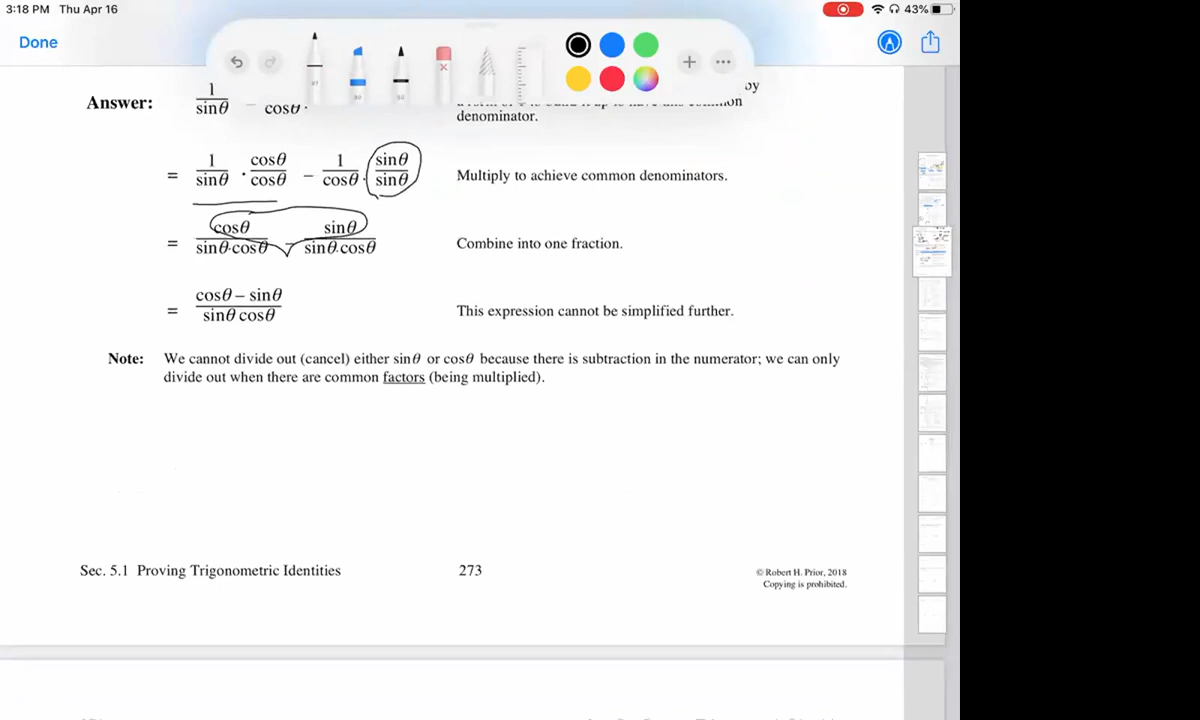 3:18 PM Thu Apr 16 43%
Done
by
Answer: 1/sinθ − cosθ.
common
denominator.
= 1/sinθ · cosθ/cosθ − 1/cosθ · sinθ/sinθ Multiply to achieve common denominators.
= cosθ/sinθ·cosθ − sinθ/sinθ·cosθ Combine into one fraction.
= cosθ – sinθ/sinθ cosθ This expression cannot be simplified further.
Note: We cannot divide out (cancel) either sinθ or cosθ because there is subtraction in the numerator; we can only
divide out when there are common factors (being multiplied).
Sec. 5.1 Proving Trigonometric Identities 273 © Robert H. Prior, 2018
Copying is prohibited.